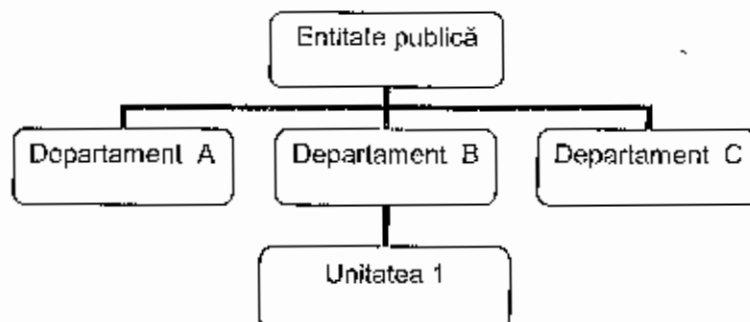 Entitate publică
Departament A
Departament B
Departament C
Unitatea 1